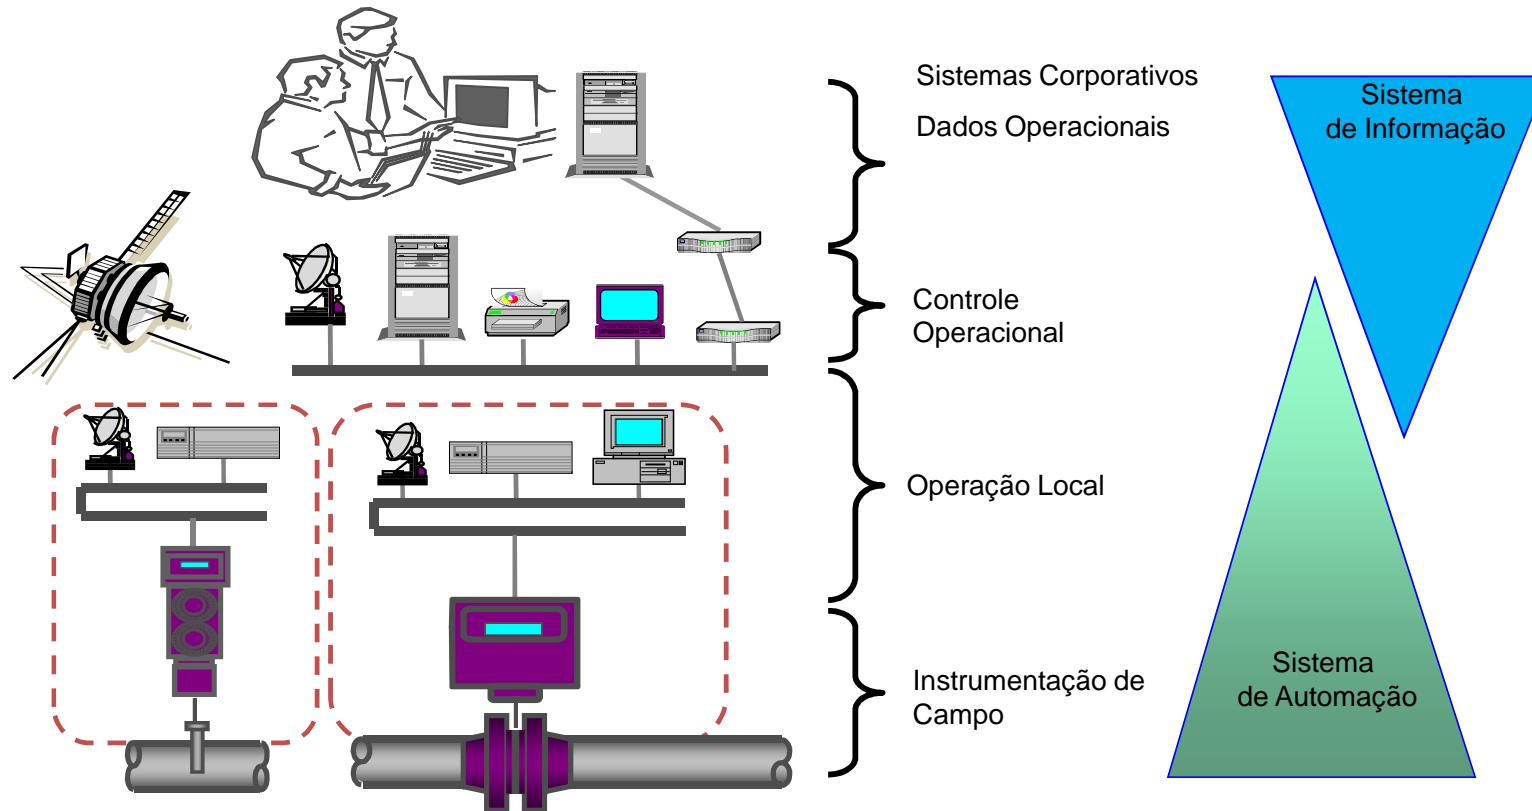 Sistemas Corporativos
Dados Operacionais
Sistema
de Informação
Controle
Operacional
Operação Local
Instrumentação de
Campo
Sistema
de Automação